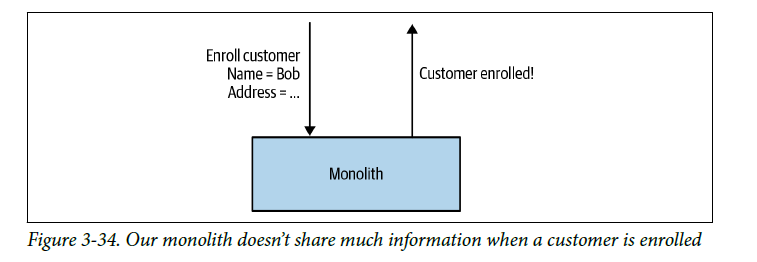 Enroll customer
Name = Bob
Address = ...
Customer enrolled!
Monolith
Figure 3-34. Our monolith doesn’t share much information when a customer is enrolled